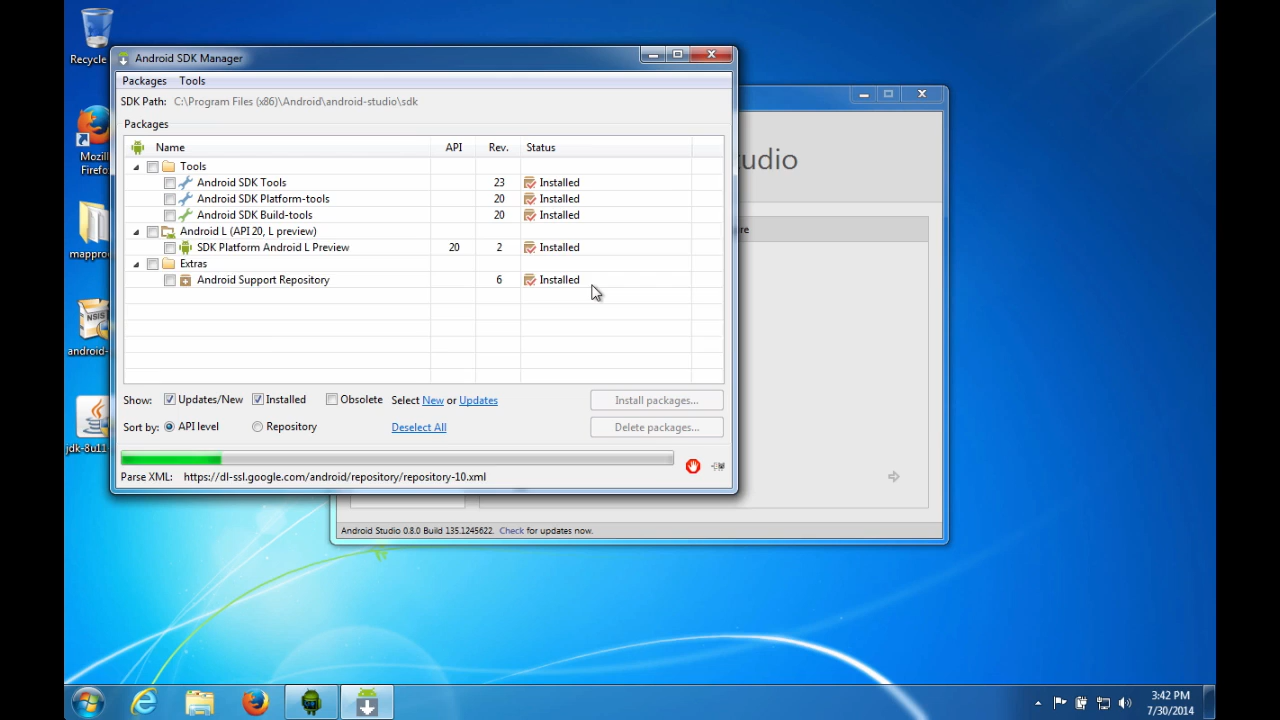 Recycle
Android SDK Manager
Packages Tools
SDK Path: C:\Program Files (x86)\Android\android-studio\sdk
Packages
Name API Rev. Status
Tools
Android SDK Tools 23 Installed
Android SDK Platform-tools 20 Installed
Android SDK Build-tools 20 Installed
Android L (API 20, L preview)
SDK Platform Android L Preview 20 2 Installed
Extras
Android Support Repository 6 Installed
Show: Updates/New Installed Obsolete Select New or Updates Install packages...
Sort by: API level Repository Deselect All Delete packages...
Parse XML: https://dl-ssl.google.com/android/repository/repository-10.xml
udio
re
Android Studio 0.8.0 Build 135.1245622. Check for updates now.
Mozil
Firefo
mappro
NSIS
android-
jdk-8u11
3:42 PM
7/30/2014